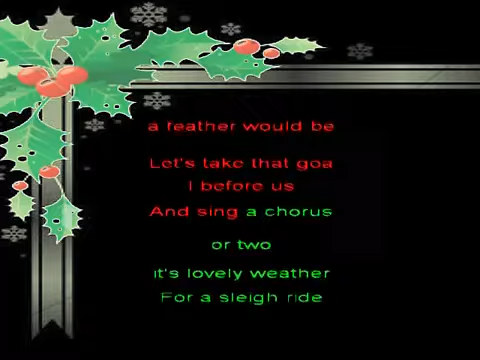 a feather would be
Let's take that goa
l before us
And sing a chorus
or two
it's lovely weather
For a sleigh ride